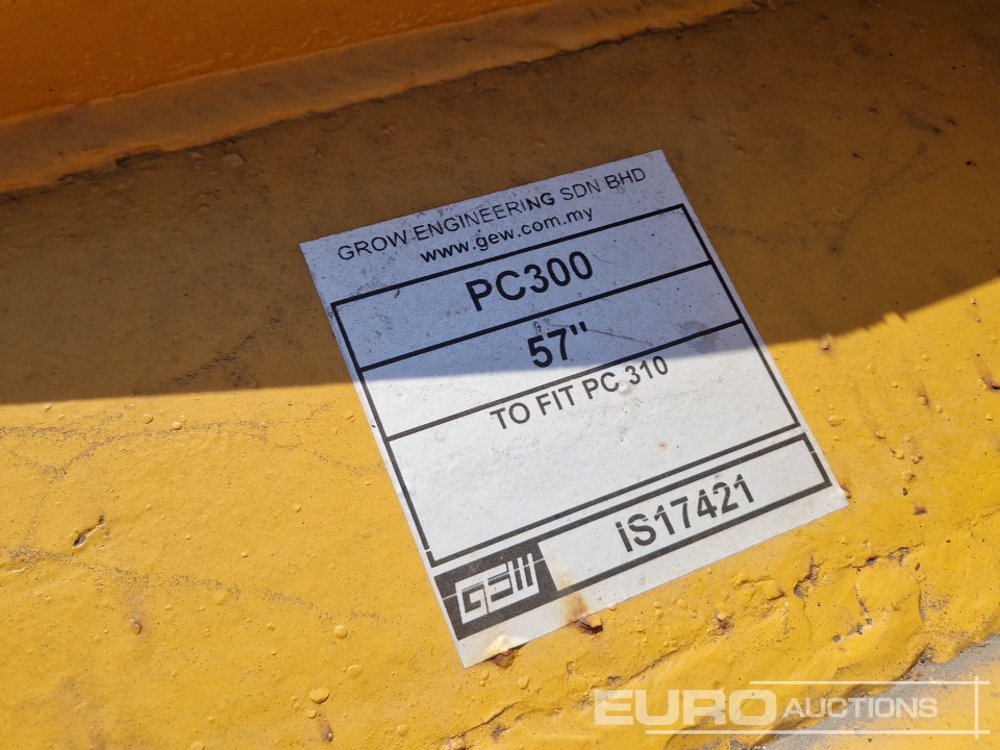 GROW ENGINEERING SDN BHD
www.gew.com.my
PC300
57"
TO FIT PC 310
GEW IS17421
EURO AUCTIONS